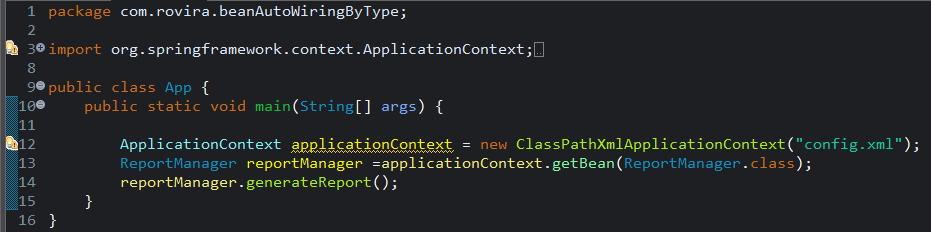 1 package com.rovira.beanAutoWiringByType;
2
3 import org.springframework.context.ApplicationContext;
8
9 public class App {
10     public static void main(String[] args) {
11
12         ApplicationContext applicationContext = new ClassPathXmlApplicationContext("config.xml");
13         ReportManager reportManager =applicationContext.getBean(ReportManager.class);
14         reportManager.generateReport();
15     }
16 }